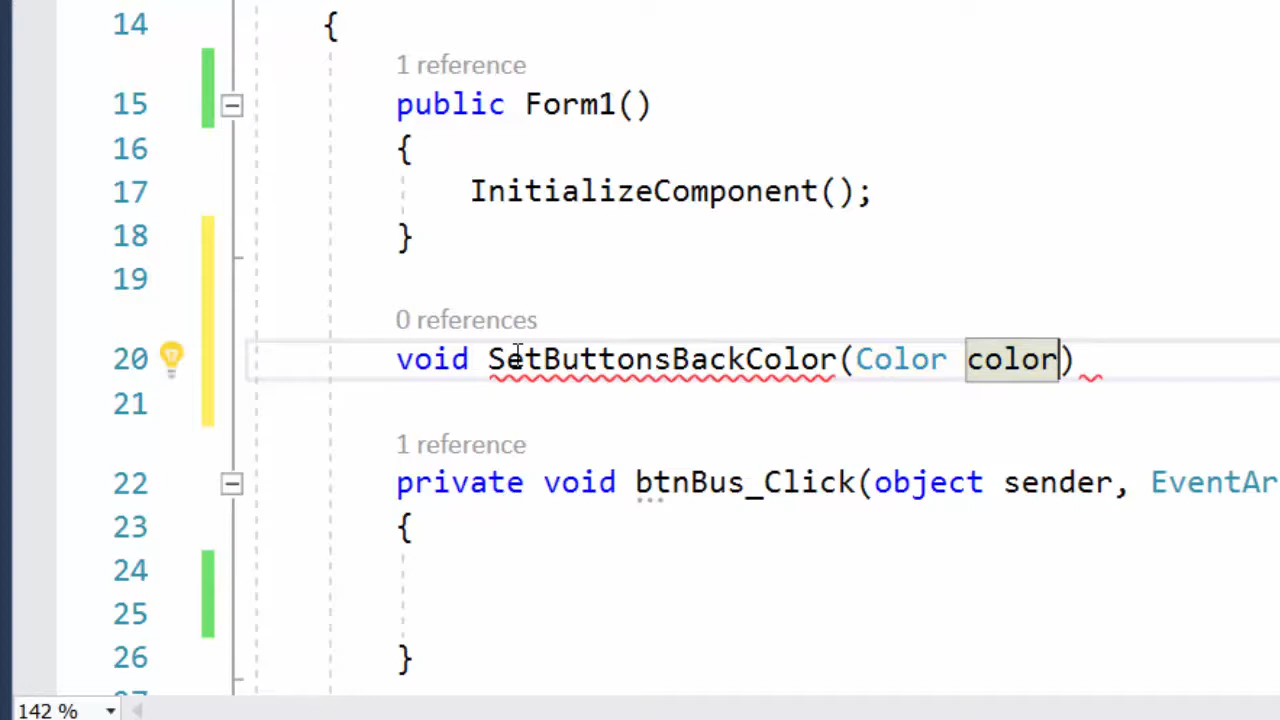 14 {
1 reference
15 public Form1()
16 {
17 InitializeComponent();
18 }
19
0 references
20 void SetButtonsBackColor(Color color)
21
1 reference
22 private void btnBus_Click(object sender, EventAr
23 {
24
25
26 }
142 %